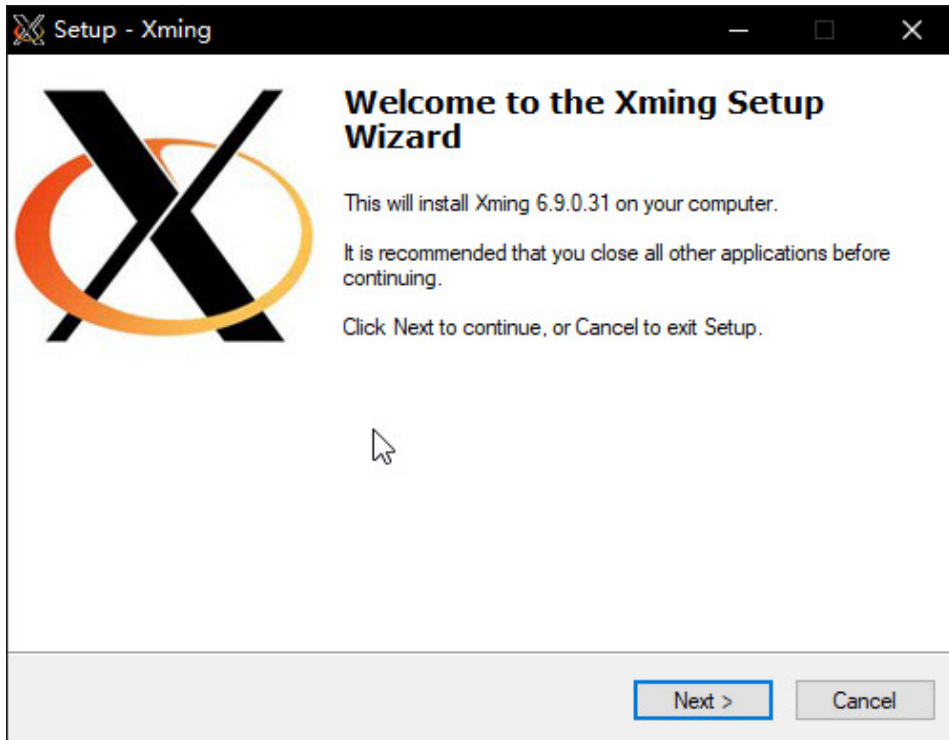 Setup - Xming
Welcome to the Xming Setup
Wizard
This will install Xming 6.9.0.31 on your computer.
It is recommended that you close all other applications before
continuing.
Click Next to continue, or Cancel to exit Setup.
Next >
Cancel